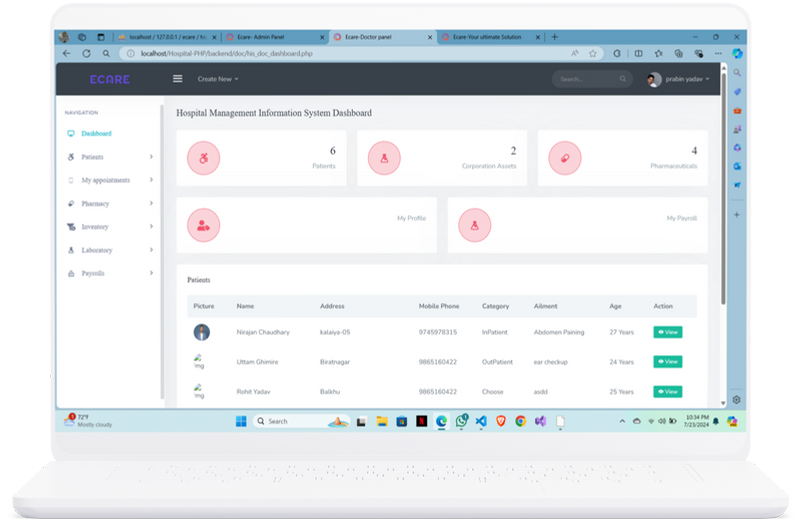 localhost / 127.0.0.1 / ecare / his
Ecare- Admin Panel
Ecare-Doctor panel
Ecare-Your ultimate Solution
localhost/Hospital-PHP/backend/doc/his_doc_dashboard.php
ECARE
Create New
Search...
prabin yadav
NAVIGATION
Dashboard
Patients
My appointments
Pharmacy
Inventory
Laboratory
Payrolls
Hospital Management Information System Dashboard
6
Patients
2
Corporation Assets
4
Pharmaceuticals
My Profile
My Payroll
Patients
Picture Name Address Mobile Phone Category Ailment Age Action
Nirajan Chaudhary kalaiya-05 9745978315 InPatient Abdomen Paining 27 Years View
img Uttam Ghimire Biratnagar 9865160422 OutPatient ear checkup 24 Years View
img Rohit Yadav Balkhu 9865160422 Choose asdd 25 Years View
1
72°F
Mostly cloudy
Search
10:34 PM
7/23/2024